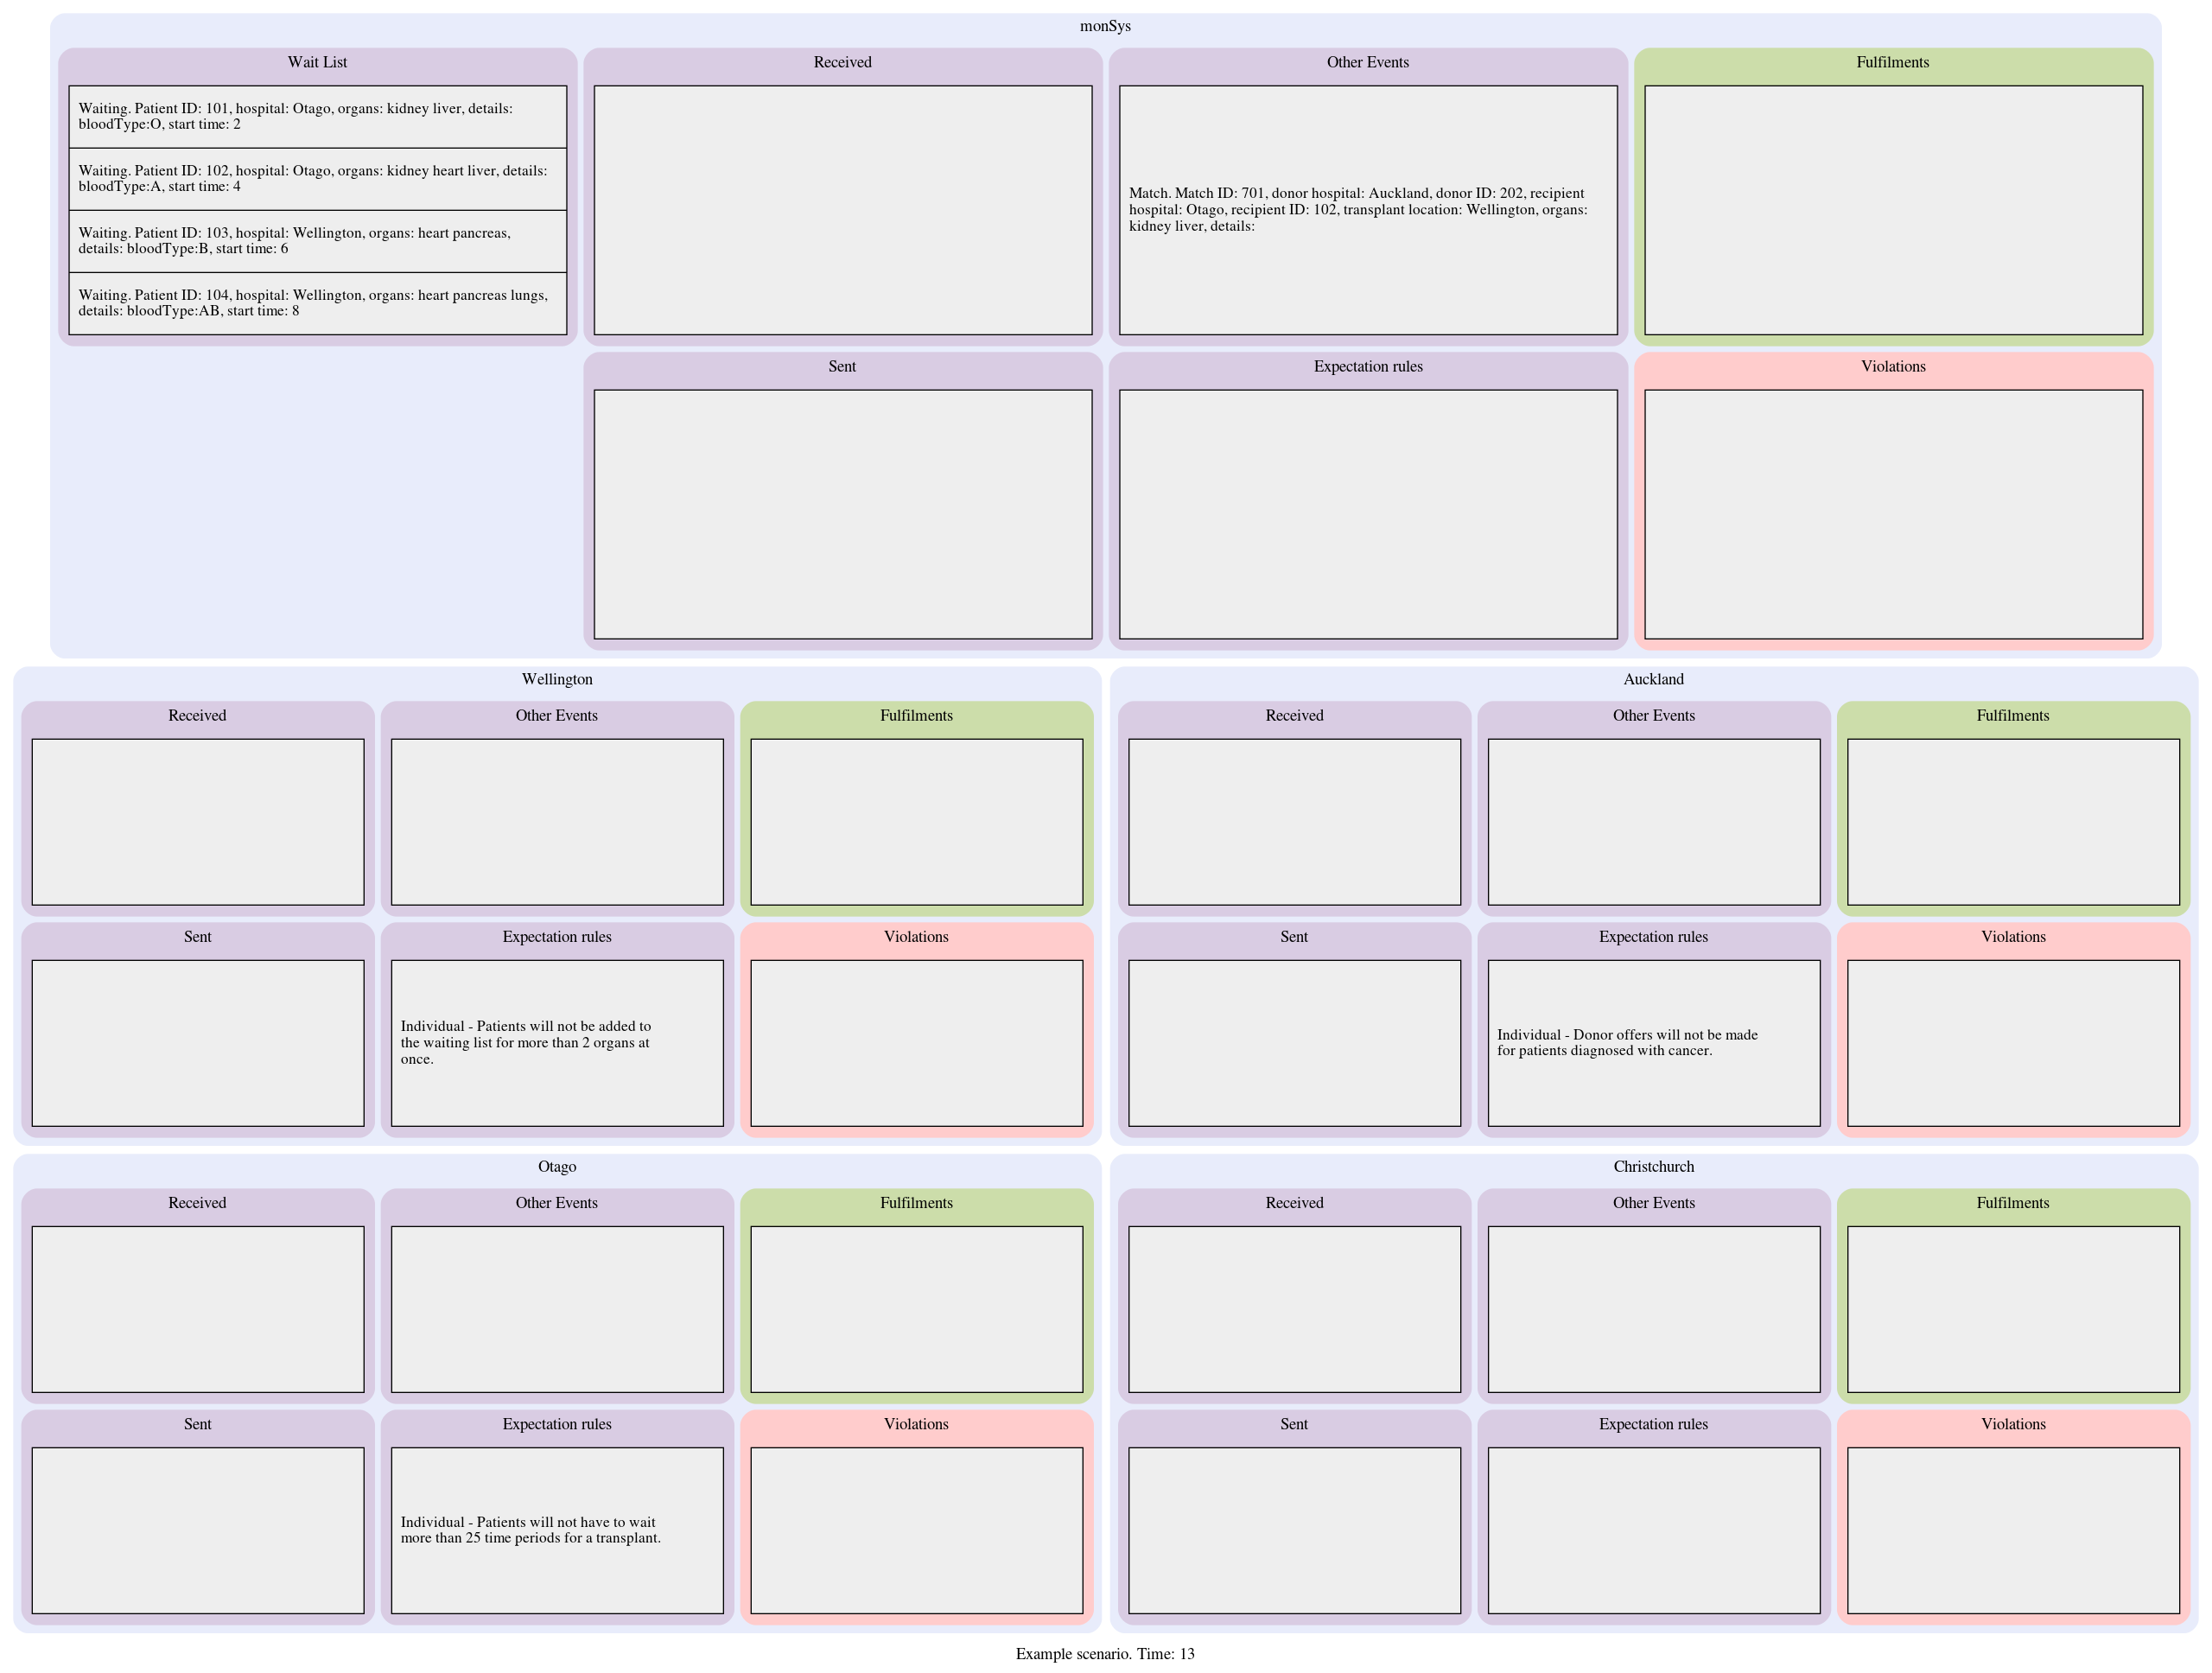 monSys
Wait List
Waiting. Patient ID: 101, hospital: Otago, organs: kidney liver, details:
bloodType:O, start time: 2
Waiting. Patient ID: 102, hospital: Otago, organs: kidney heart liver, details:
bloodType:A, start time: 4
Waiting. Patient ID: 103, hospital: Wellington, organs: heart pancreas,
details: bloodType:B, start time: 6
Waiting. Patient ID: 104, hospital: Wellington, organs: heart pancreas lungs,
details: bloodType:AB, start time: 8
Received
Other Events
Match. Match ID: 701, donor hospital: Auckland, donor ID: 202, recipient
hospital: Otago, recipient ID: 102, transplant location: Wellington, organs:
kidney liver, details:
Fulfilments
Sent
Expectation rules
Violations
Wellington
Received
Other Events
Fulfilments
Sent
Expectation rules
Individual - Patients will not be added to
the waiting list for more than 2 organs at
once.
Violations
Auckland
Received
Other Events
Fulfilments
Sent
Expectation rules
Individual - Donor offers will not be made
for patients diagnosed with cancer.
Violations
Otago
Received
Other Events
Fulfilments
Sent
Expectation rules
Individual - Patients will not have to wait
more than 25 time periods for a transplant.
Violations
Christchurch
Received
Other Events
Fulfilments
Sent
Expectation rules
Violations
Example scenario. Time: 13